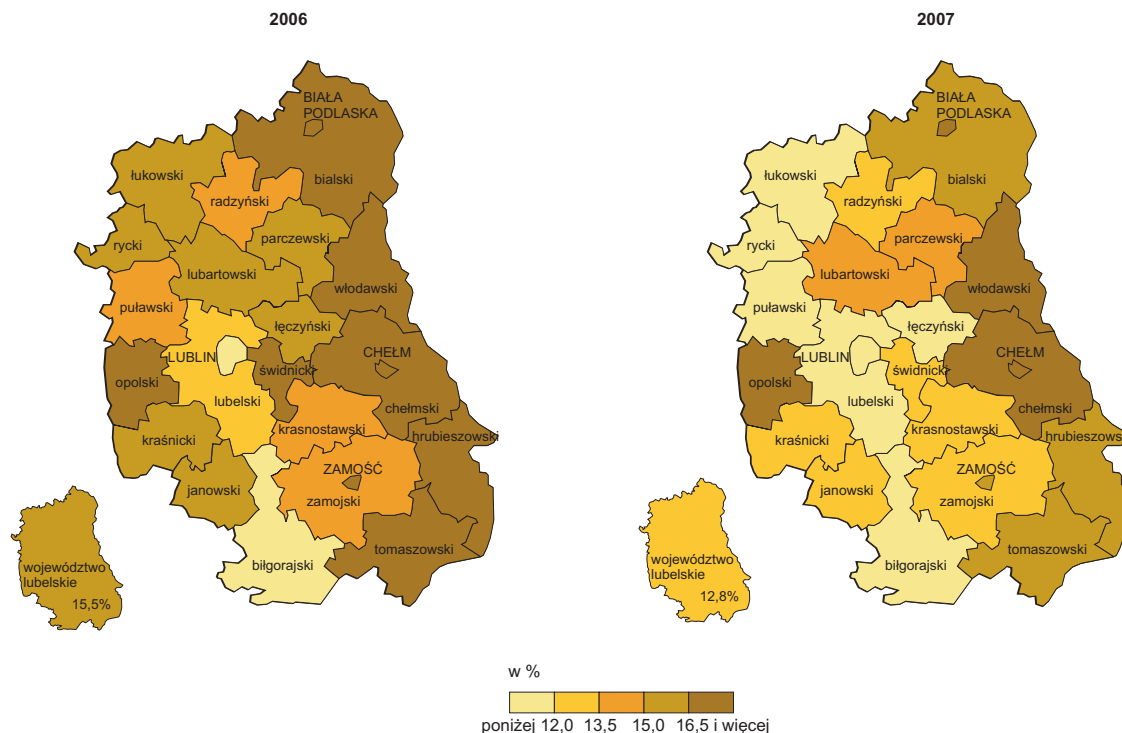 2006
BIAŁA
PODLASKA
łukowski
bialski
radzyński
rycki
parczewski
lubartowski
włodawski
puławski
łęczyński
LUBLIN
CHEŁM
świdnicki
opolski
lubelski
chełmski
krasnostawski
hrubieszowski
kraśnicki
ZAMOŚĆ
janowski
zamojski
tomaszowski
biłgorajski
województwo
lubelskie
15,5%
2007
BIAŁA
PODLASKA
łukowski
bialski
radzyński
rycki
parczewski
lubartowski
włodawski
puławski
łęczyński
LUBLIN
CHEŁM
świdnicki
opolski
lubelski
chełmski
krasnostawski
hrubieszowski
kraśnicki
ZAMOŚĆ
janowski
zamojski
tomaszowski
biłgorajski
województwo
lubelskie
12,8%
w %
poniżej 12,0 13,5 15,0 16,5 i więcej